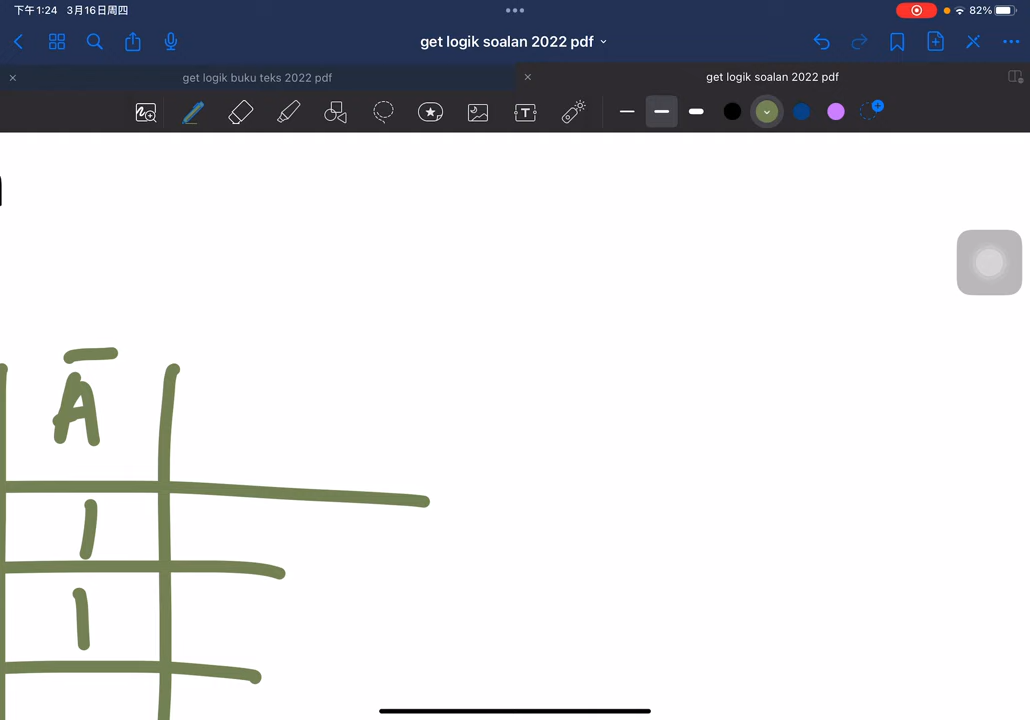 下午1:24 3月16日周四 82%
get logik soalan 2022 pdf
get logik buku teks 2022 pdf get logik soalan 2022 pdf
T
A̅
1
1